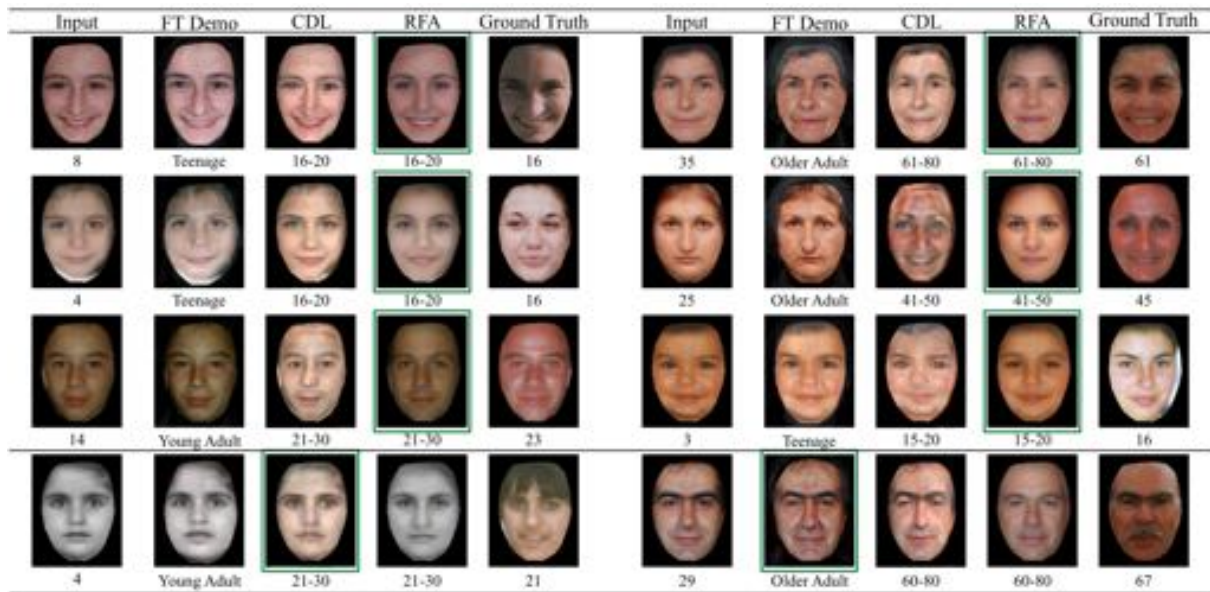 Input FT Demo CDL RFA Ground Truth Input FT Demo CDL RFA Ground Truth
8 Teenage 16-20 16-20 16 35 Older Adult 61-80 61-80 61
4 Teenage 16-20 16-20 16 25 Older Adult 41-50 41-50 45
14 Young Adult 21-30 21-30 23 3 Teenage 15-20 15-20 16
4 Young Adult 21-30 21-30 21 29 Older Adult 60-80 60-80 67